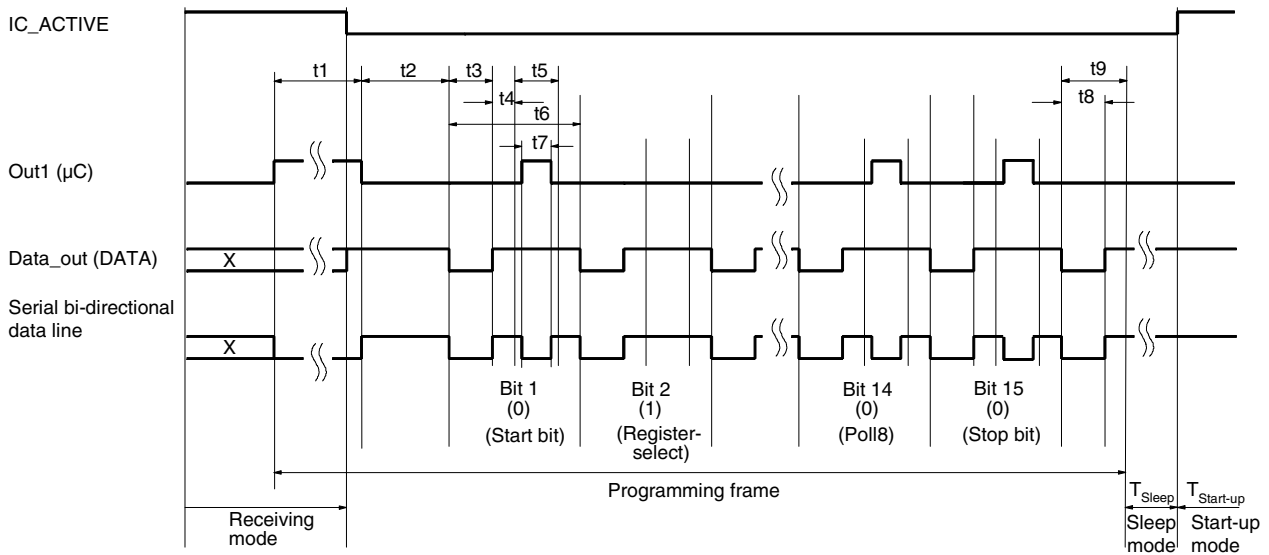 IC_ACTIVE
t1
t2
t3
t5
t9
t4
t6
t8
t7
Out1 (µC)
Data_out (DATA)
X
Serial bi-directional
data line
X
Bit 1
(0)
(Start bit)
Bit 2
(1)
(Register-
select)
Bit 14
(0)
(Poll8)
Bit 15
(0)
(Stop bit)
Programming frame
Receiving
mode
TSleep
Sleep
mode
TStart-up
Start-up
mode